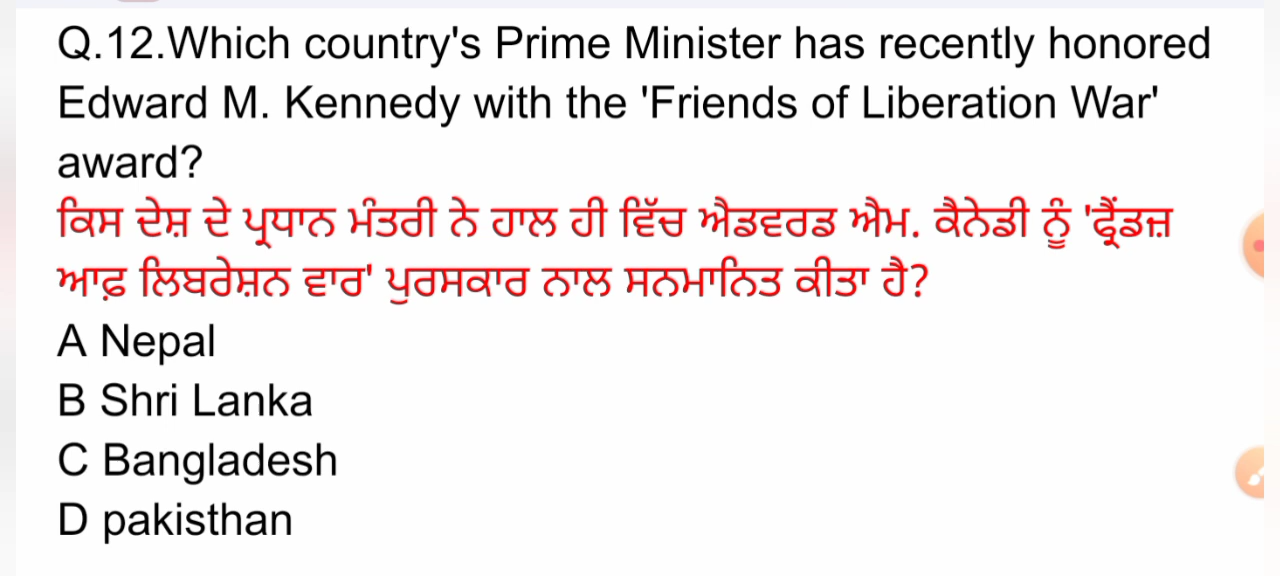 Q.12.Which country's Prime Minister has recently honored
Edward M. Kennedy with the 'Friends of Liberation War'
award?
ਕਿਸ ਦੇਸ਼ ਦੇ ਪ੍ਰਧਾਨ ਮੰਤਰੀ ਨੇ ਹਾਲ ਹੀ ਵਿੱਚ ਐਡਵਰਡ ਐਮ. ਕੈਨੇਡੀ ਨੂੰ 'ਫ੍ਰੈਂਡਜ਼
ਆਫ਼ ਲਿਬਰੇਸ਼ਨ ਵਾਰ' ਪੁਰਸਕਾਰ ਨਾਲ ਸਨਮਾਨਿਤ ਕੀਤਾ ਹੈ?
A Nepal
B Shri Lanka
C Bangladesh
D pakisthan